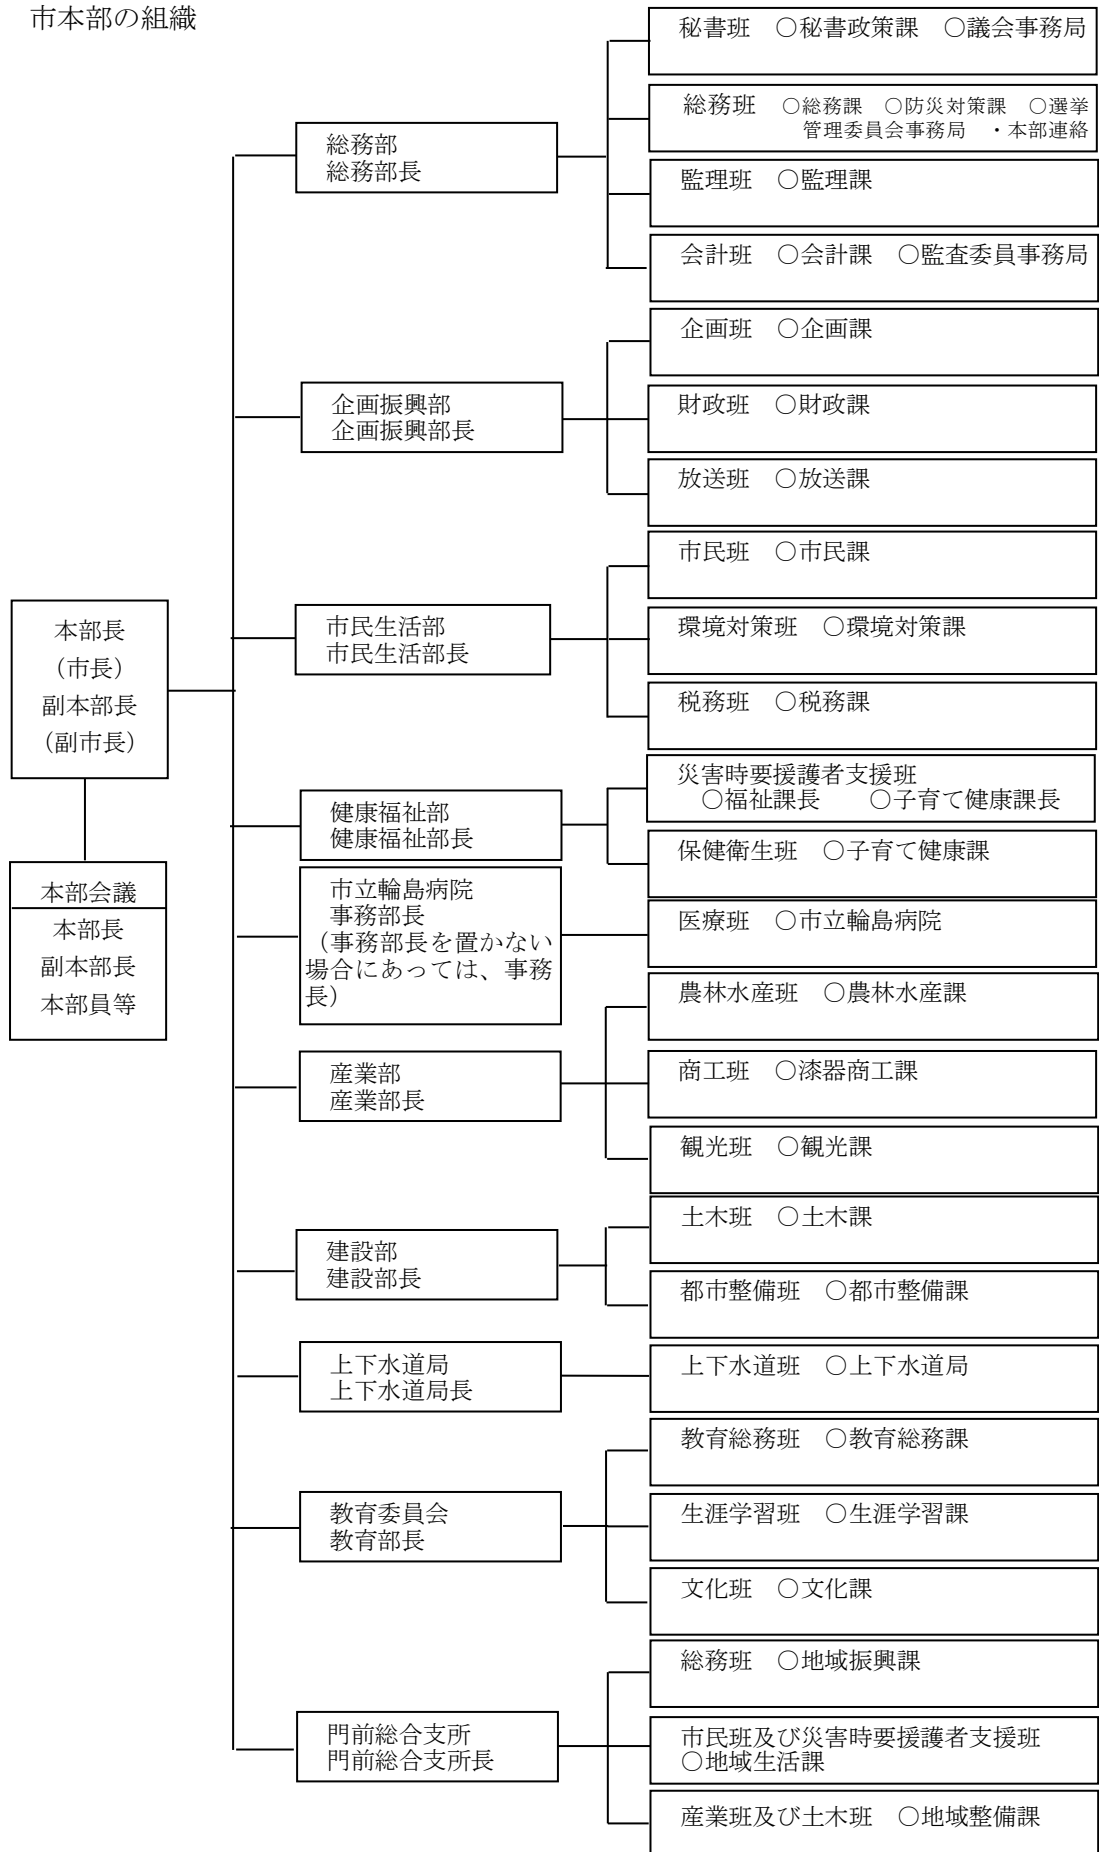 市本部の組織
本部長
（市長）
副本部長
（副市長）
本部会議
本部長
副本部長
本部員等
総務部
総務部長
秘書班　○秘書政策課　○議会事務局
総務班　○総務課　○防災対策課　○選挙
管理委員会事務局　・本部連絡
監理班　○監理課
会計班　○会計課　○監査委員事務局
企画振興部
企画振興部長
企画班　○企画課
財政班　○財政課
放送班　○放送課
市民生活部
市民生活部長
市民班　○市民課
環境対策班　○環境対策課
税務班　○税務課
健康福祉部
健康福祉部長
災害時要援護者支援班
○福祉課長　　○子育て健康課長
保健衛生班　○子育て健康課
市立輪島病院
事務部長
（事務部長を置かない
場合にあっては、事務
長）
医療班　○市立輪島病院
産業部
産業部長
農林水産班　○農林水産課
商工班　○漆器商工課
観光班　○観光課
建設部
建設部長
土木班　○土木課
都市整備班　○都市整備課
上下水道局
上下水道局長
上下水道班　○上下水道局
教育委員会
教育部長
教育総務班　○教育総務課
生涯学習班　○生涯学習課
文化班　○文化課
門前総合支所
門前総合支所長
総務班　○地域振興課
市民班及び災害時要援護者支援班
○地域生活課
産業班及び土木班　○地域整備課